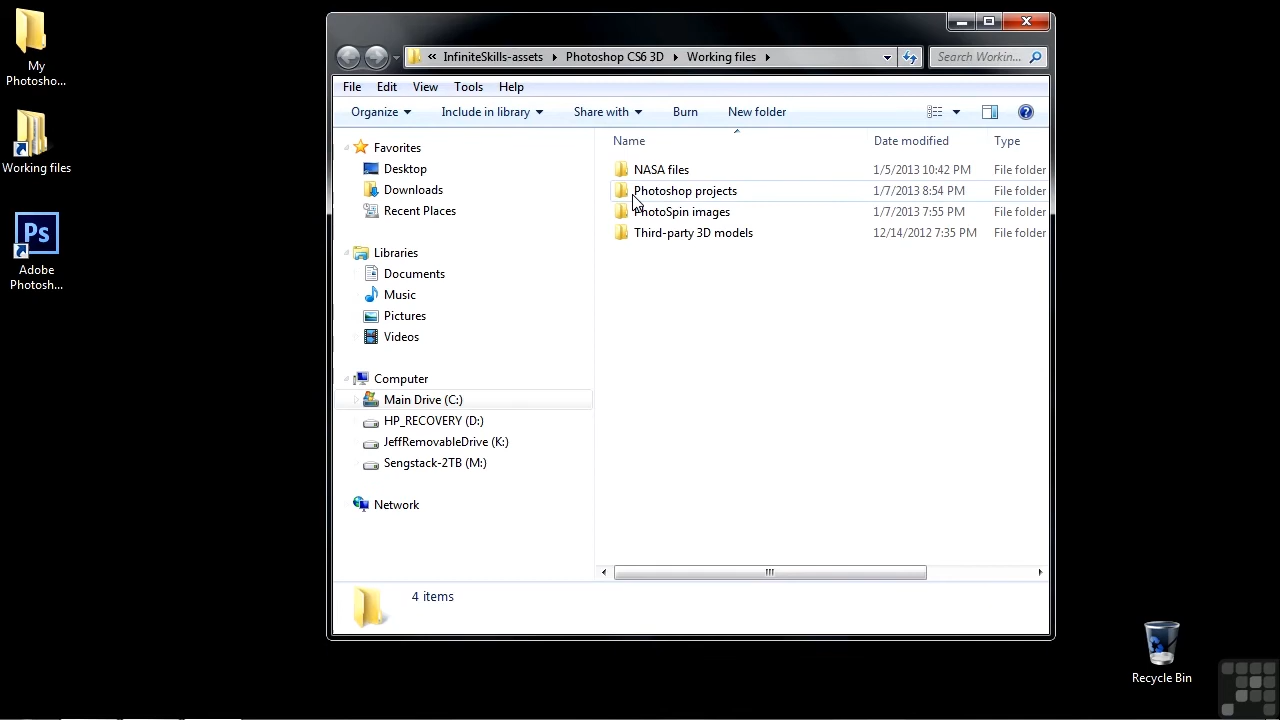 My
Photosho...
Working files
Ps
Adobe
Photosh...
« InfiniteSkills-assets Photoshop CS6 3D Working files
Search Workin...
File Edit View Tools Help
Organize Include in library Share with Burn New folder
Name Date modified Type
Favorites
Desktop
Downloads
Recent Places
Libraries
Documents
Music
Pictures
Videos
Computer
Main Drive (C:)
HP_RECOVERY (D:)
JeffRemovableDrive (K:)
Sengstack-2TB (M:)
Network
NASA files 1/5/2013 10:42 PM File folder
Photoshop projects 1/7/2013 8:54 PM File folder
PhotoSpin images 1/7/2013 7:55 PM File folder
Third-party 3D models 12/14/2012 7:35 PM File folder
4 items
Recycle Bin